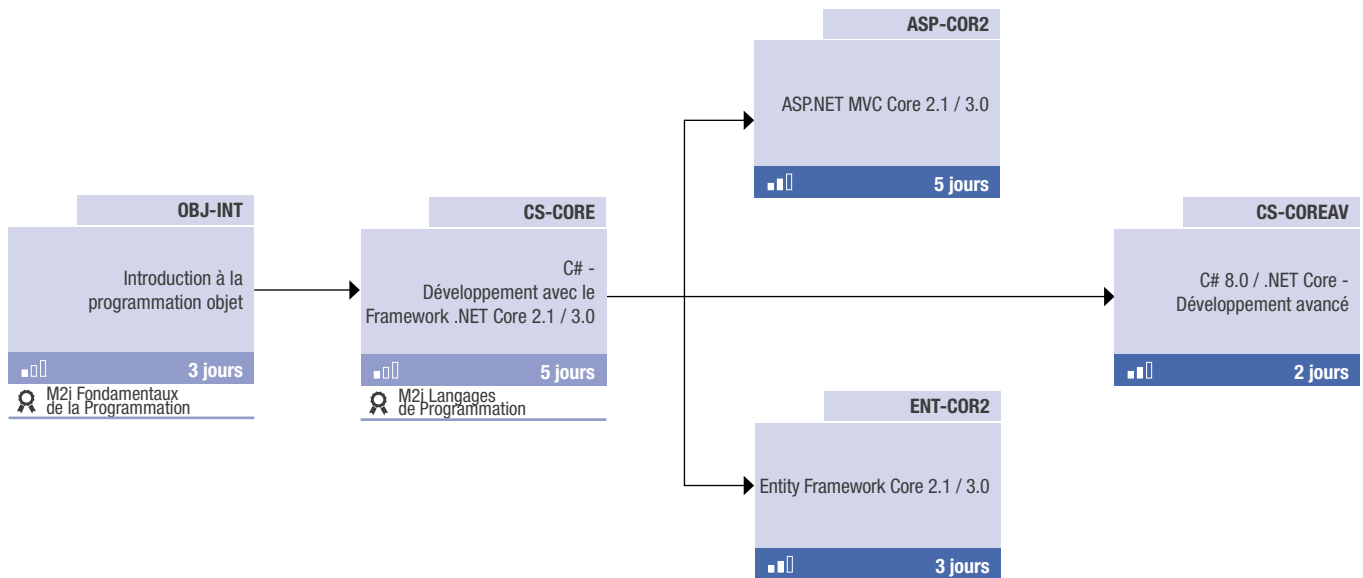 ASP-COR2
ASP.NET MVC Core 2.1 / 3.0
5 jours
OBJ-INT
Introduction à la
programmation objet
3 jours
M2i Fondamentaux
de la Programmation
CS-CORE
C# -
Développement avec le
Framework .NET Core 2.1 / 3.0
5 jours
M2i Langages
de Programmation
CS-COREAV
C# 8.0 / .NET Core -
Développement avancé
2 jours
ENT-COR2
Entity Framework Core 2.1 / 3.0
3 jours